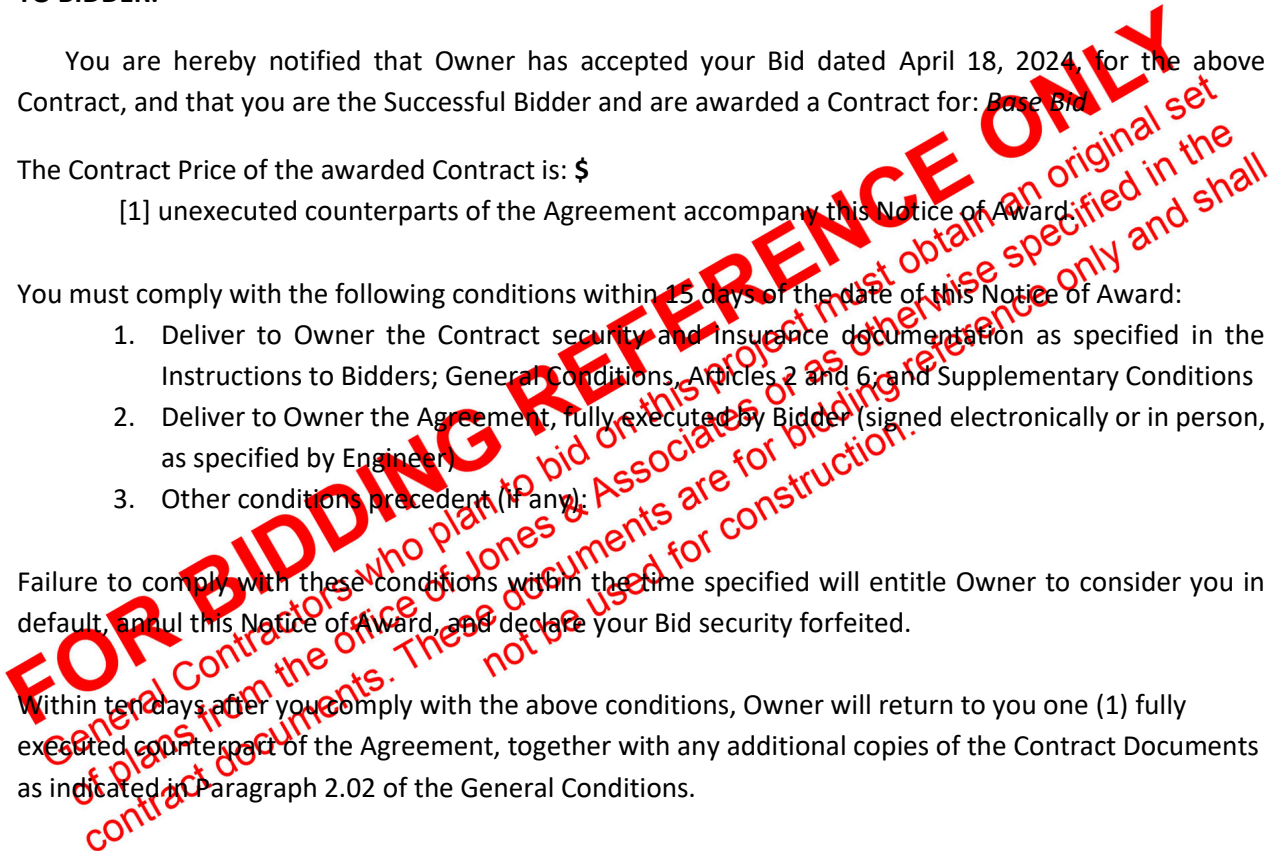 TO BIDDER:
You are hereby notified that Owner has accepted your Bid dated April 18, 2024, for the above
Contract, and that you are the Successful Bidder and are awarded a Contract for: Base Bid
The Contract Price of the awarded Contract is: $
[1] unexecuted counterparts of the Agreement accompany this Notice of Award.
You must comply with the following conditions within 15 days of the date of this Notice of Award:
1. Deliver to Owner the Contract security and insurance documentation as specified in the
Instructions to Bidders; General Conditions, Articles 2 and 6; and Supplementary Conditions
2. Deliver to Owner the Agreement, fully executed by Bidder (signed electronically or in person,
as specified by Engineer)
3. Other conditions precedent (if any):
Failure to comply with these conditions within the time specified will entitle Owner to consider you in
default, annul this Notice of Award, and declare your Bid security forfeited.
Within ten days after you comply with the above conditions, Owner will return to you one (1) fully
executed counterpart of the Agreement, together with any additional copies of the Contract Documents
as indicated in Paragraph 2.02 of the General Conditions.
FOR BIDDING REFERENCE ONLY
General Contractors who plan to bid on this project must obtain an original set
of plans from the office of Jones & Associates or as otherwise specified in the
contract documents. These documents are for bidding reference only and shall
not be used for construction.